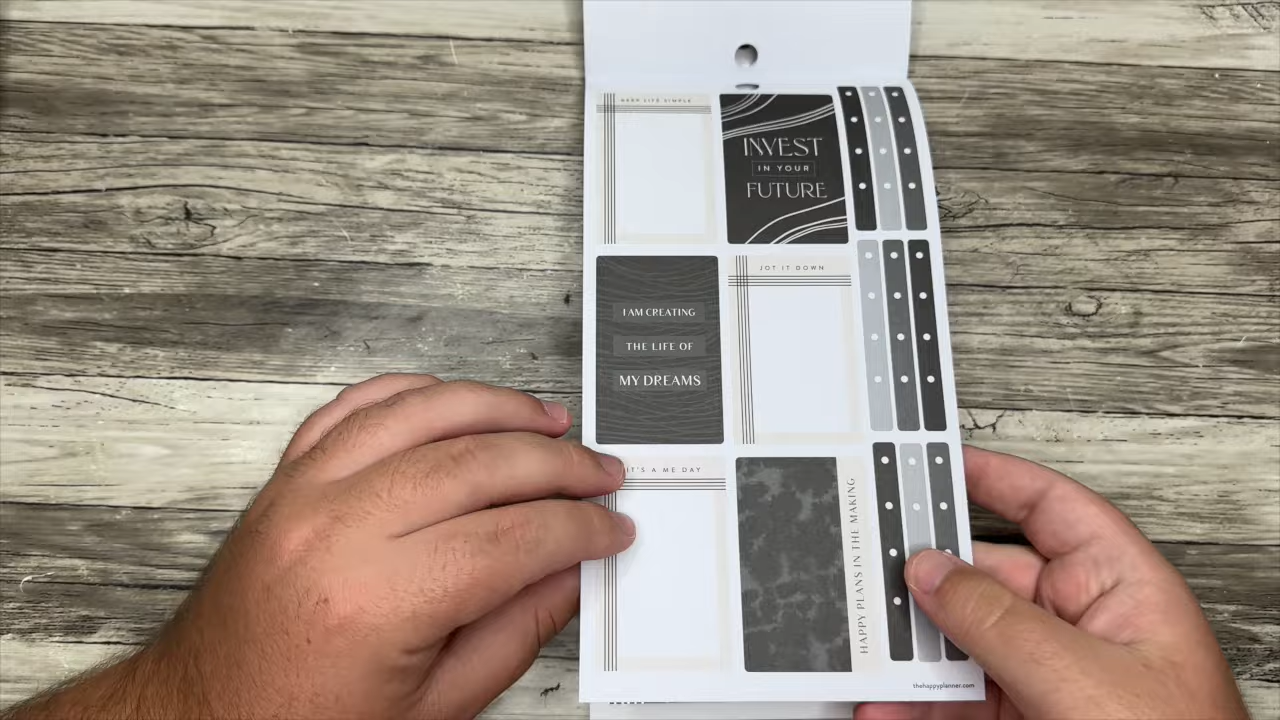 KEEP LIFE SIMPLE
INVEST
IN YOUR
FUTURE
I AM CREATING
THE LIFE OF
MY DREAMS
JOT IT DOWN
IT'S A ME DAY
HAPPY PLANS IN THE MAKING
thehappyplanner.com